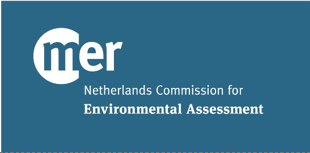 mer
Netherlands Commission for
Environmental Assessment